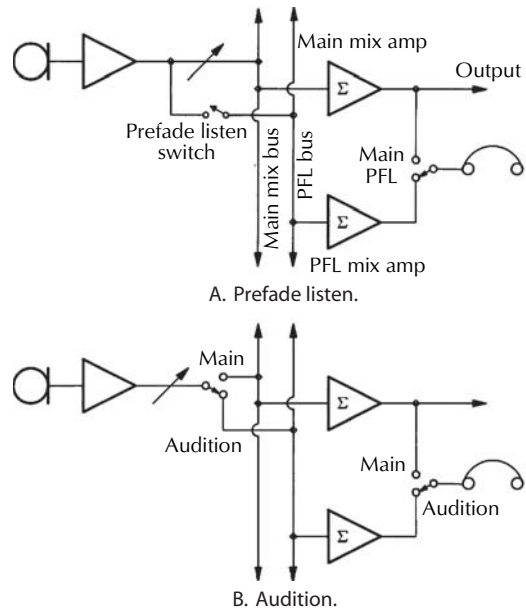 Main mix amp
Σ
Output
Prefade listen
switch
Main mix bus
PFL bus
Main
PFL
Σ
PFL mix amp
A. Prefade listen.
Main
Σ
Audition
Main
Audition
Σ
B. Audition.